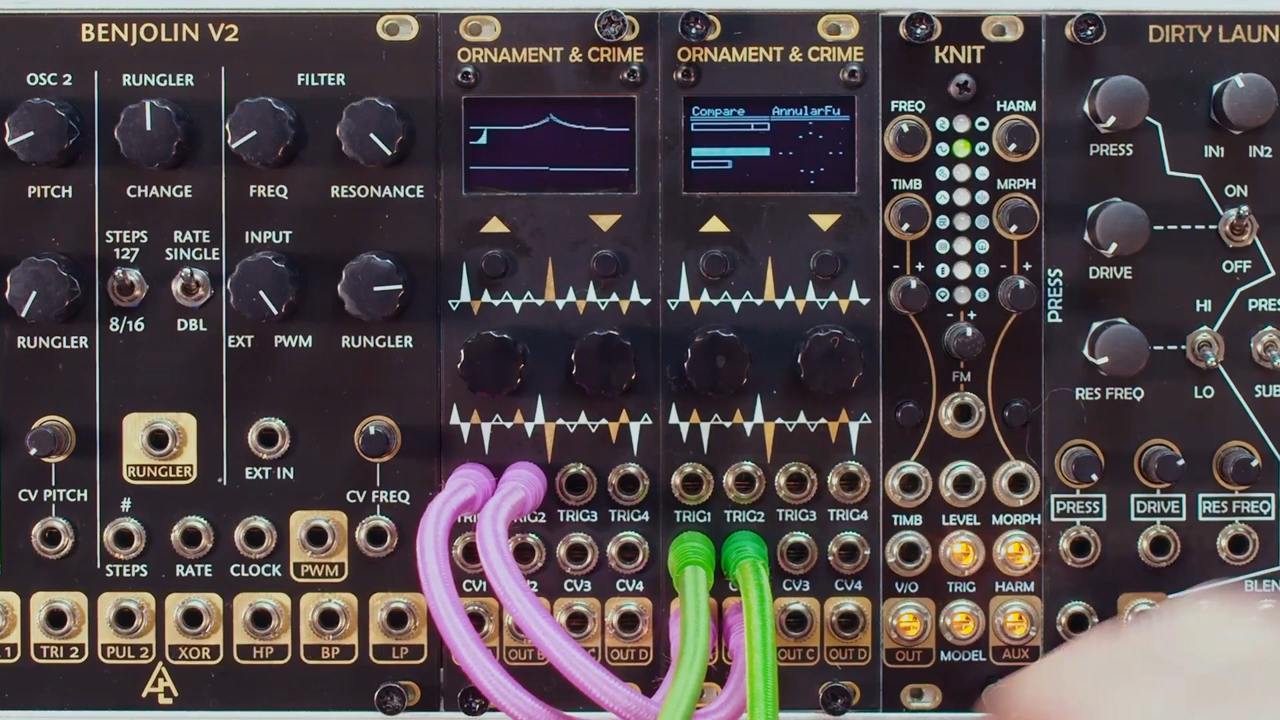 BENJOLIN V2
OSC 2
RUNGLER
FILTER
PITCH
CHANGE
FREQ
RESONANCE
STEPS
127
RATE
SINGLE
INPUT
8/16
DBL
RUNGLER
EXT
PWM
RUNGLER
RUNGLER
EXT IN
CV PITCH
CV FREQ
#
STEPS
RATE
CLOCK
PWM
1
TRI 2
PUL 2
XOR
HP
BP
LP
ORNAMENT & CRIME
TRIG2
TRIG3
TRIG4
CV1
CV3
CV4
OUT D
ORNAMENT & CRIME
Compare
AnnularFu
TRIG1
TRIG2
TRIG3
TRIG4
CV3
CV4
OUT C
OUT D
KNIT
FREQ
HARM
TIMB
MRPH
- +
- +
- +
FM
TIMB
LEVEL
MORPH
V/O
TRIG
HARM
OUT
MODEL
AUX
DIRTY LAUN
PRESS
IN1
IN2
ON
DRIVE
OFF
PRESS
HI
RES FREQ
LO
PRESS
DRIVE
RES FREQ